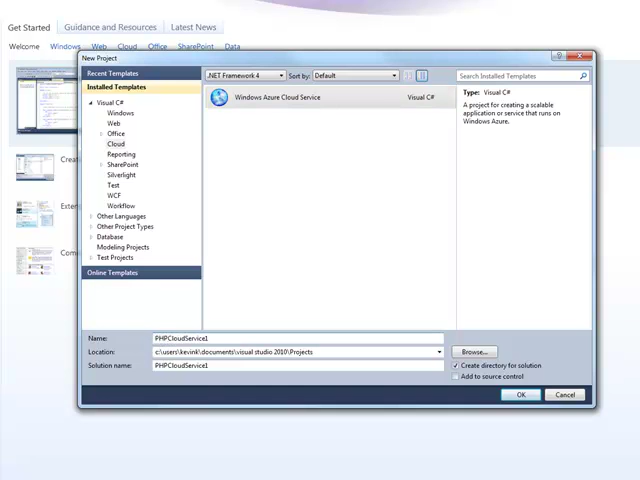 Get Started
Guidance and Resources
Latest News
Welcome
Windows
Web
Cloud
Office
SharePoint
Data
New Project
Recent Templates
.NET Framework 4
Sort by:
Default
Search Installed Templates
Installed Templates
Visual C#
Windows
Web
Office
Cloud
Reporting
SharePoint
Silverlight
Test
WCF
Workflow
Other Languages
Other Project Types
Database
Modeling Projects
Test Projects
Online Templates
Windows Azure Cloud Service
Visual C#
Type: Visual C#
A project for creating a scalable
application or service that runs on
Windows Azure.
Name:
PHPCloudService1
Location:
c:\users\kevink\documents\visual studio 2010\Projects
Browse...
Solution name:
PHPCloudService1
Create directory for solution
Add to source control
OK
Cancel